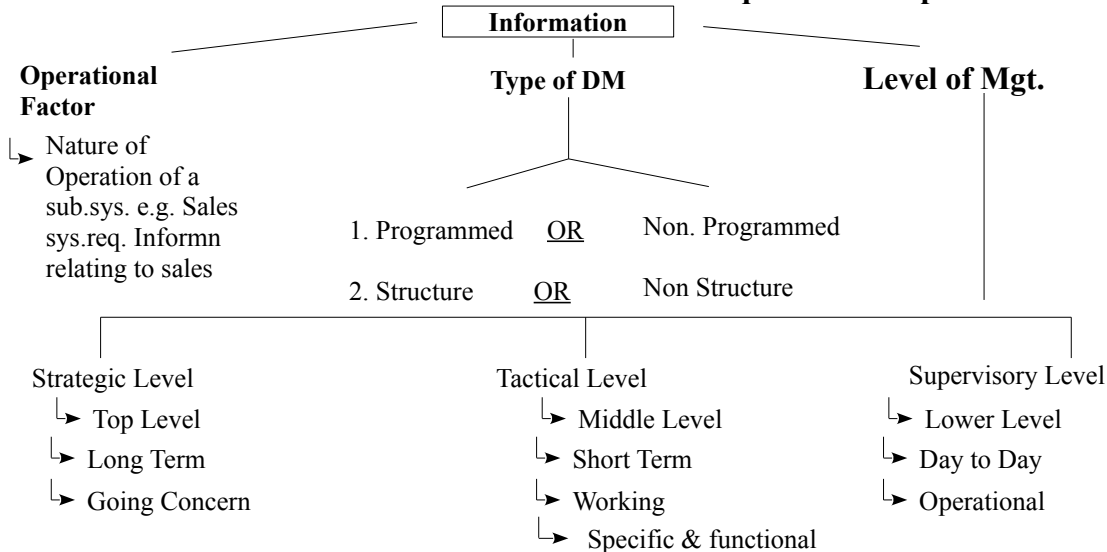 Information
Operational
Factor
Type of DM
Level of Mgt.
Nature of
Operation of a
sub.sys. e.g. Sales
sys.req. Informn
relating to sales
1. Programmed OR Non. Programmed
2. Structure OR Non Structure
Strategic Level
Top Level
Long Term
Going Concern
Tactical Level
Middle Level
Short Term
Working
Specific & functional
Supervisory Level
Lower Level
Day to Day
Operational